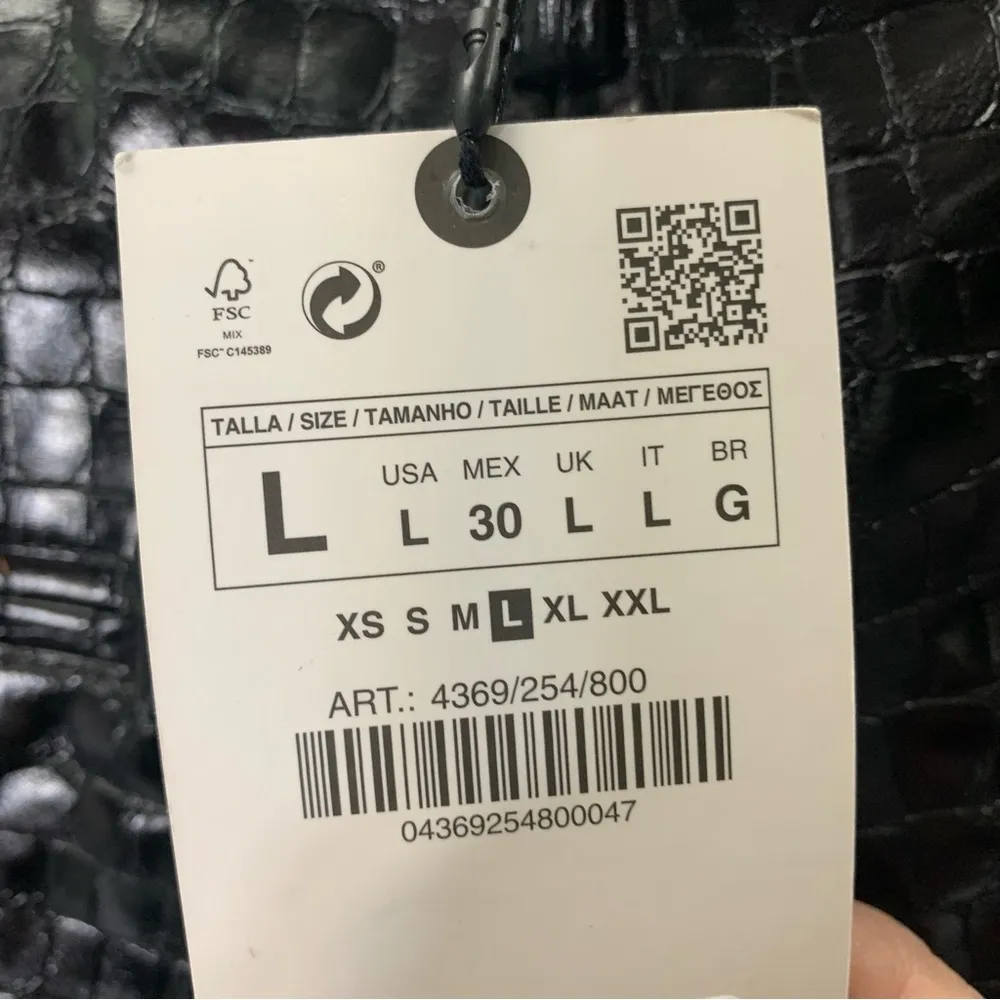 FSC
MIX
FSC™ C145389
®
TALLA / SIZE / TAMANHO / TAILLE / MAAT / ΜΕΓΕΘΟΣ
L
USA MEX UK IT BR
L 30 L L G
XS S M L XL XXL
ART.: 4369/254/800
04369254800047